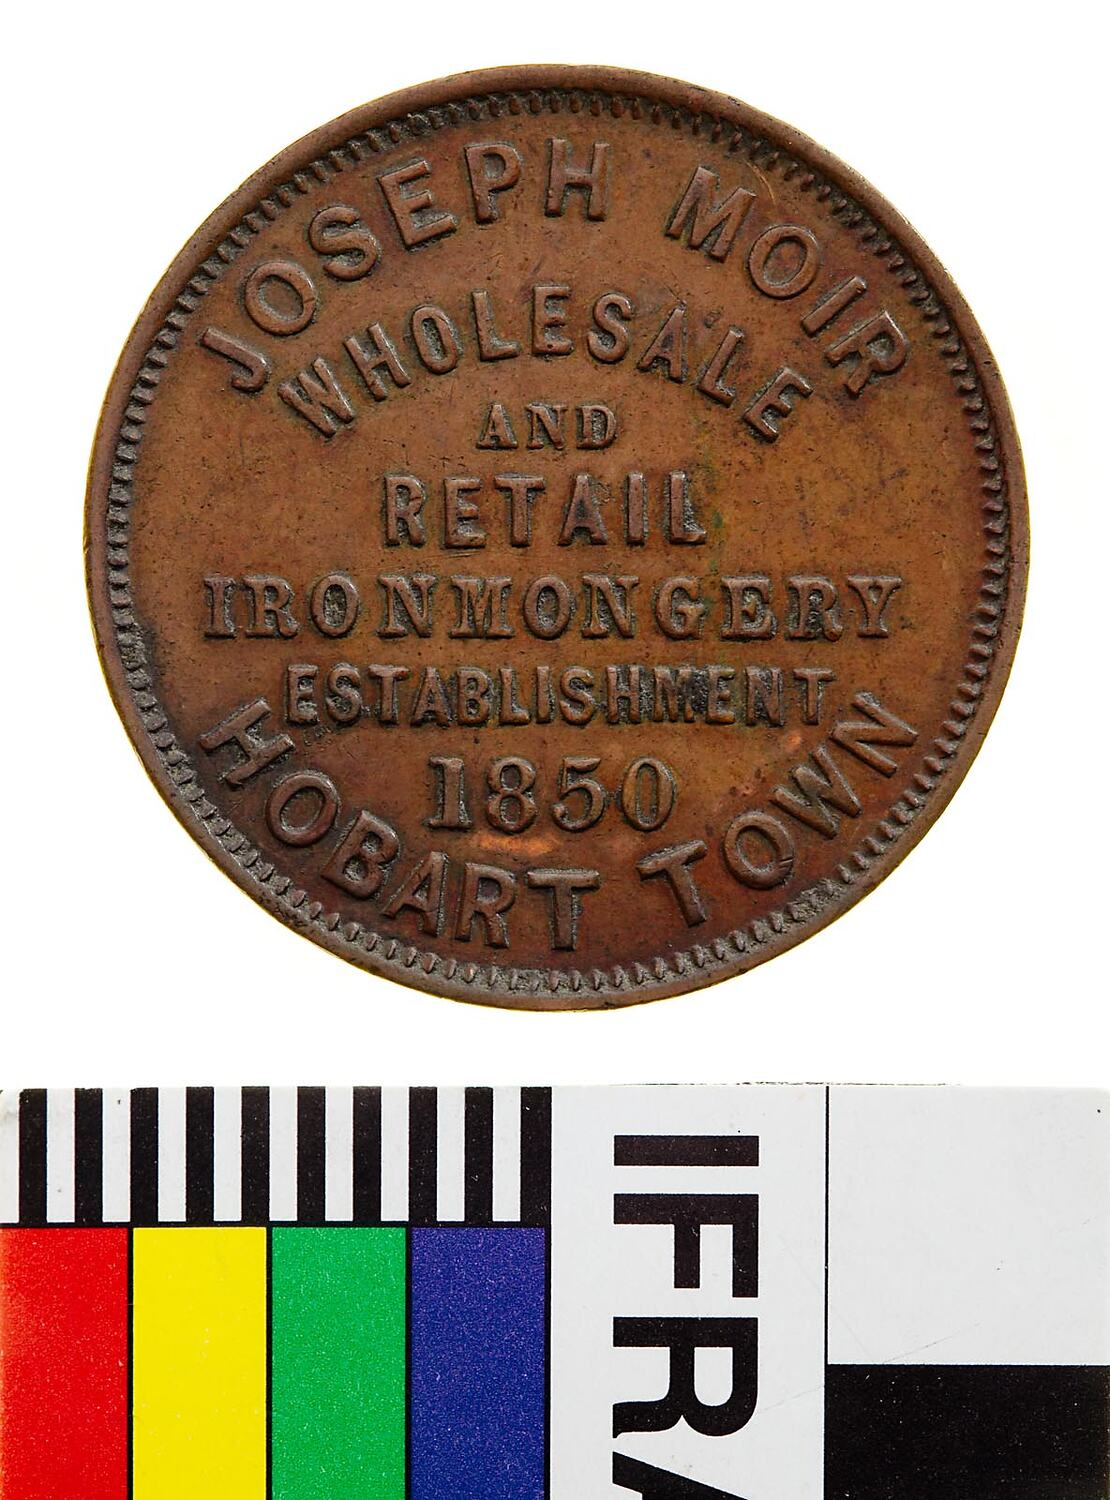 JOSEPH MOIR
WHOLESALE
AND
RETAIL
IRONMONGERY
ESTABLISHMENT
1850
HOBART TOWN
IFRA